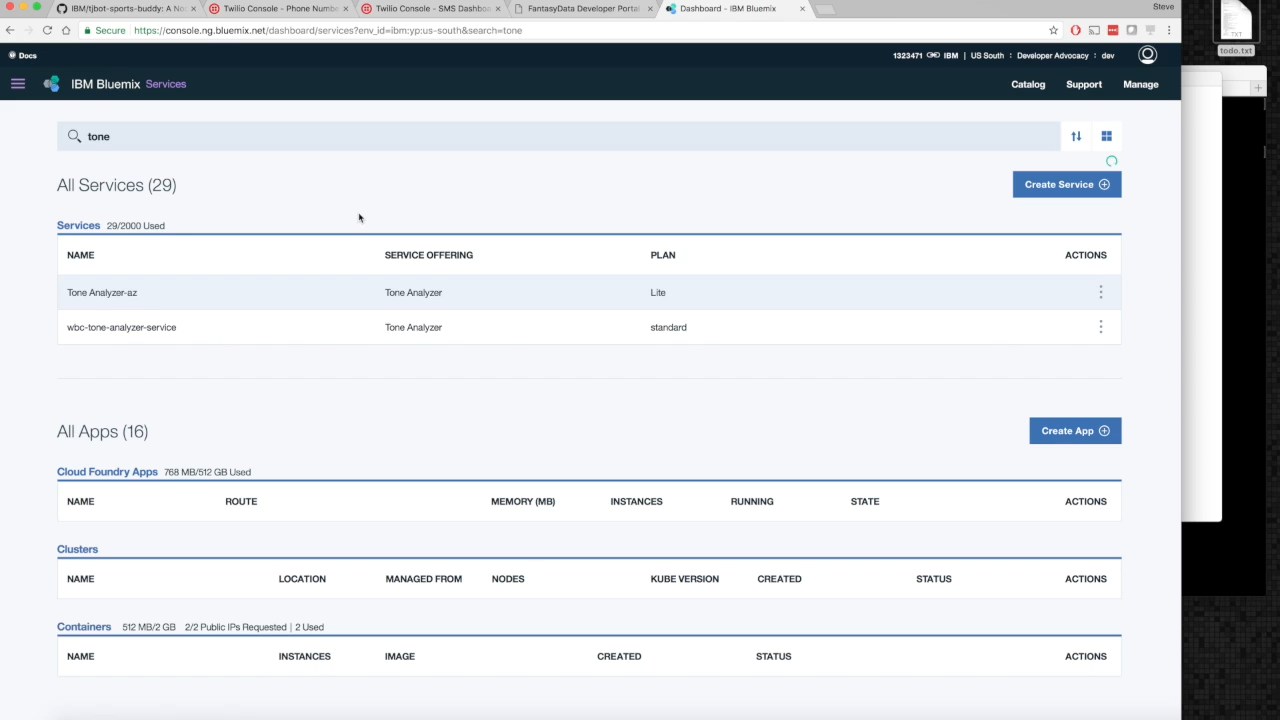 IBM/tjbot-sports-buddy: A No
Twilio Console - Phone Numbe
Twilio Console - SMS Dashboa
FantasyData Developer Portal
Dashboard - IBM Bluemix
Steve
Secure https://console.ng.bluemix.net/dashboard/services?env_id=ibm:yp:us-south&search=tone
TXT
todo.txt
Docs
1323471 IBM | US South : Developer Advocacy : dev
IBM Bluemix Services
Catalog Support Manage
tone
All Services (29)
Create Service
Services 29/2000 Used
NAME SERVICE OFFERING PLAN ACTIONS
Tone Analyzer-az Tone Analyzer Lite
wbc-tone-analyzer-service Tone Analyzer standard
All Apps (16)
Create App
Cloud Foundry Apps 768 MB/512 GB Used
NAME ROUTE MEMORY (MB) INSTANCES RUNNING STATE ACTIONS
Clusters
NAME LOCATION MANAGED FROM NODES KUBE VERSION CREATED STATUS ACTIONS
Containers 512 MB/2 GB 2/2 Public IPs Requested | 2 Used
NAME INSTANCES IMAGE CREATED STATUS ACTIONS